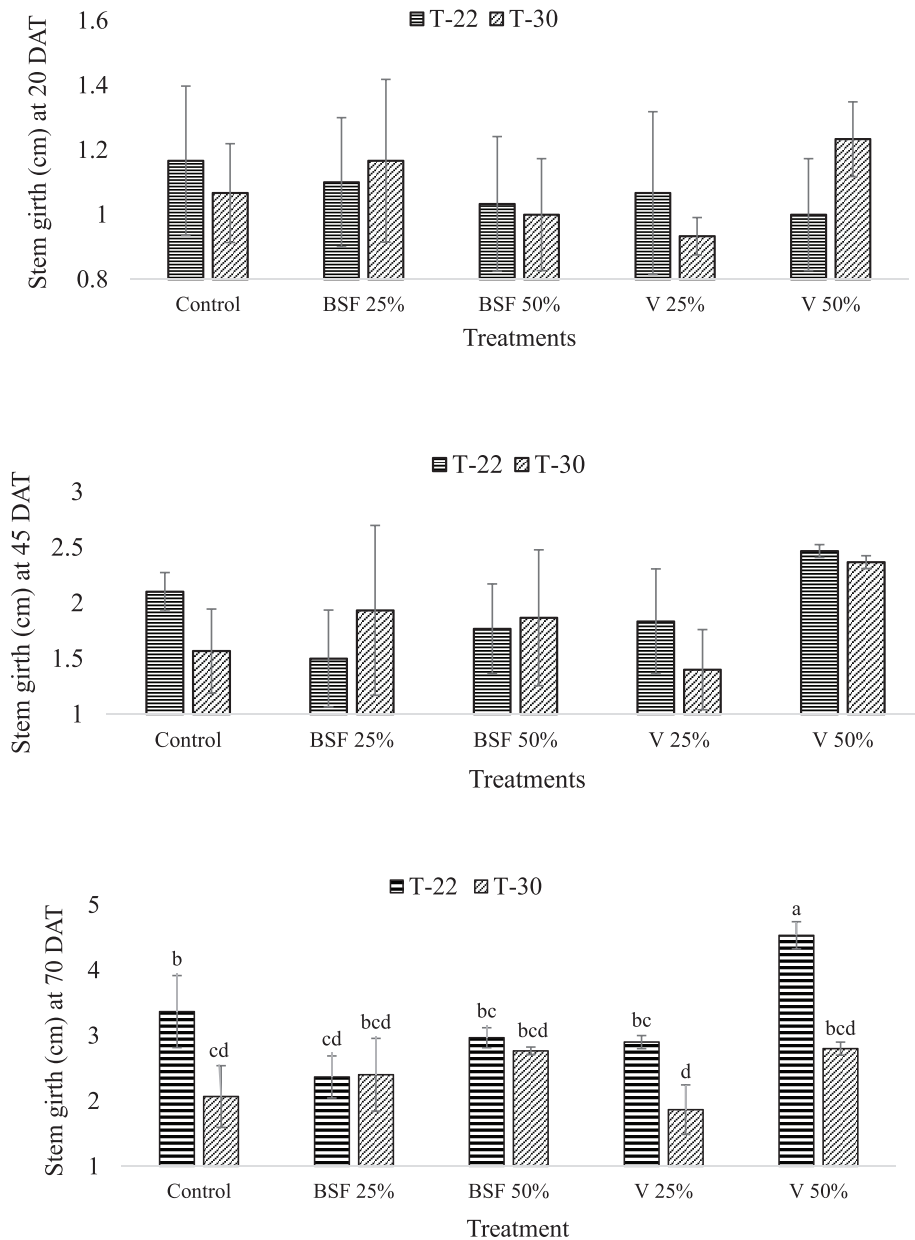 T-22 T-30
Stem girth (cm) at 20 DAT
1.6
1.4
1.2
1
0.8
Control BSF 25% BSF 50% V 25% V 50%
Treatments
T-22 T-30
Stem girth (cm) at 45 DAT
3
2.5
2
1.5
1
Control BSF 25% BSF 50% V 25% V 50%
Treatments
T-22 T-30
Stem girth (cm) at 70 DAT
5
4
3
2
1
b cd cd bcd bc bcd bc d a bcd
Control BSF 25% BSF 50% V 25% V 50%
Treatment